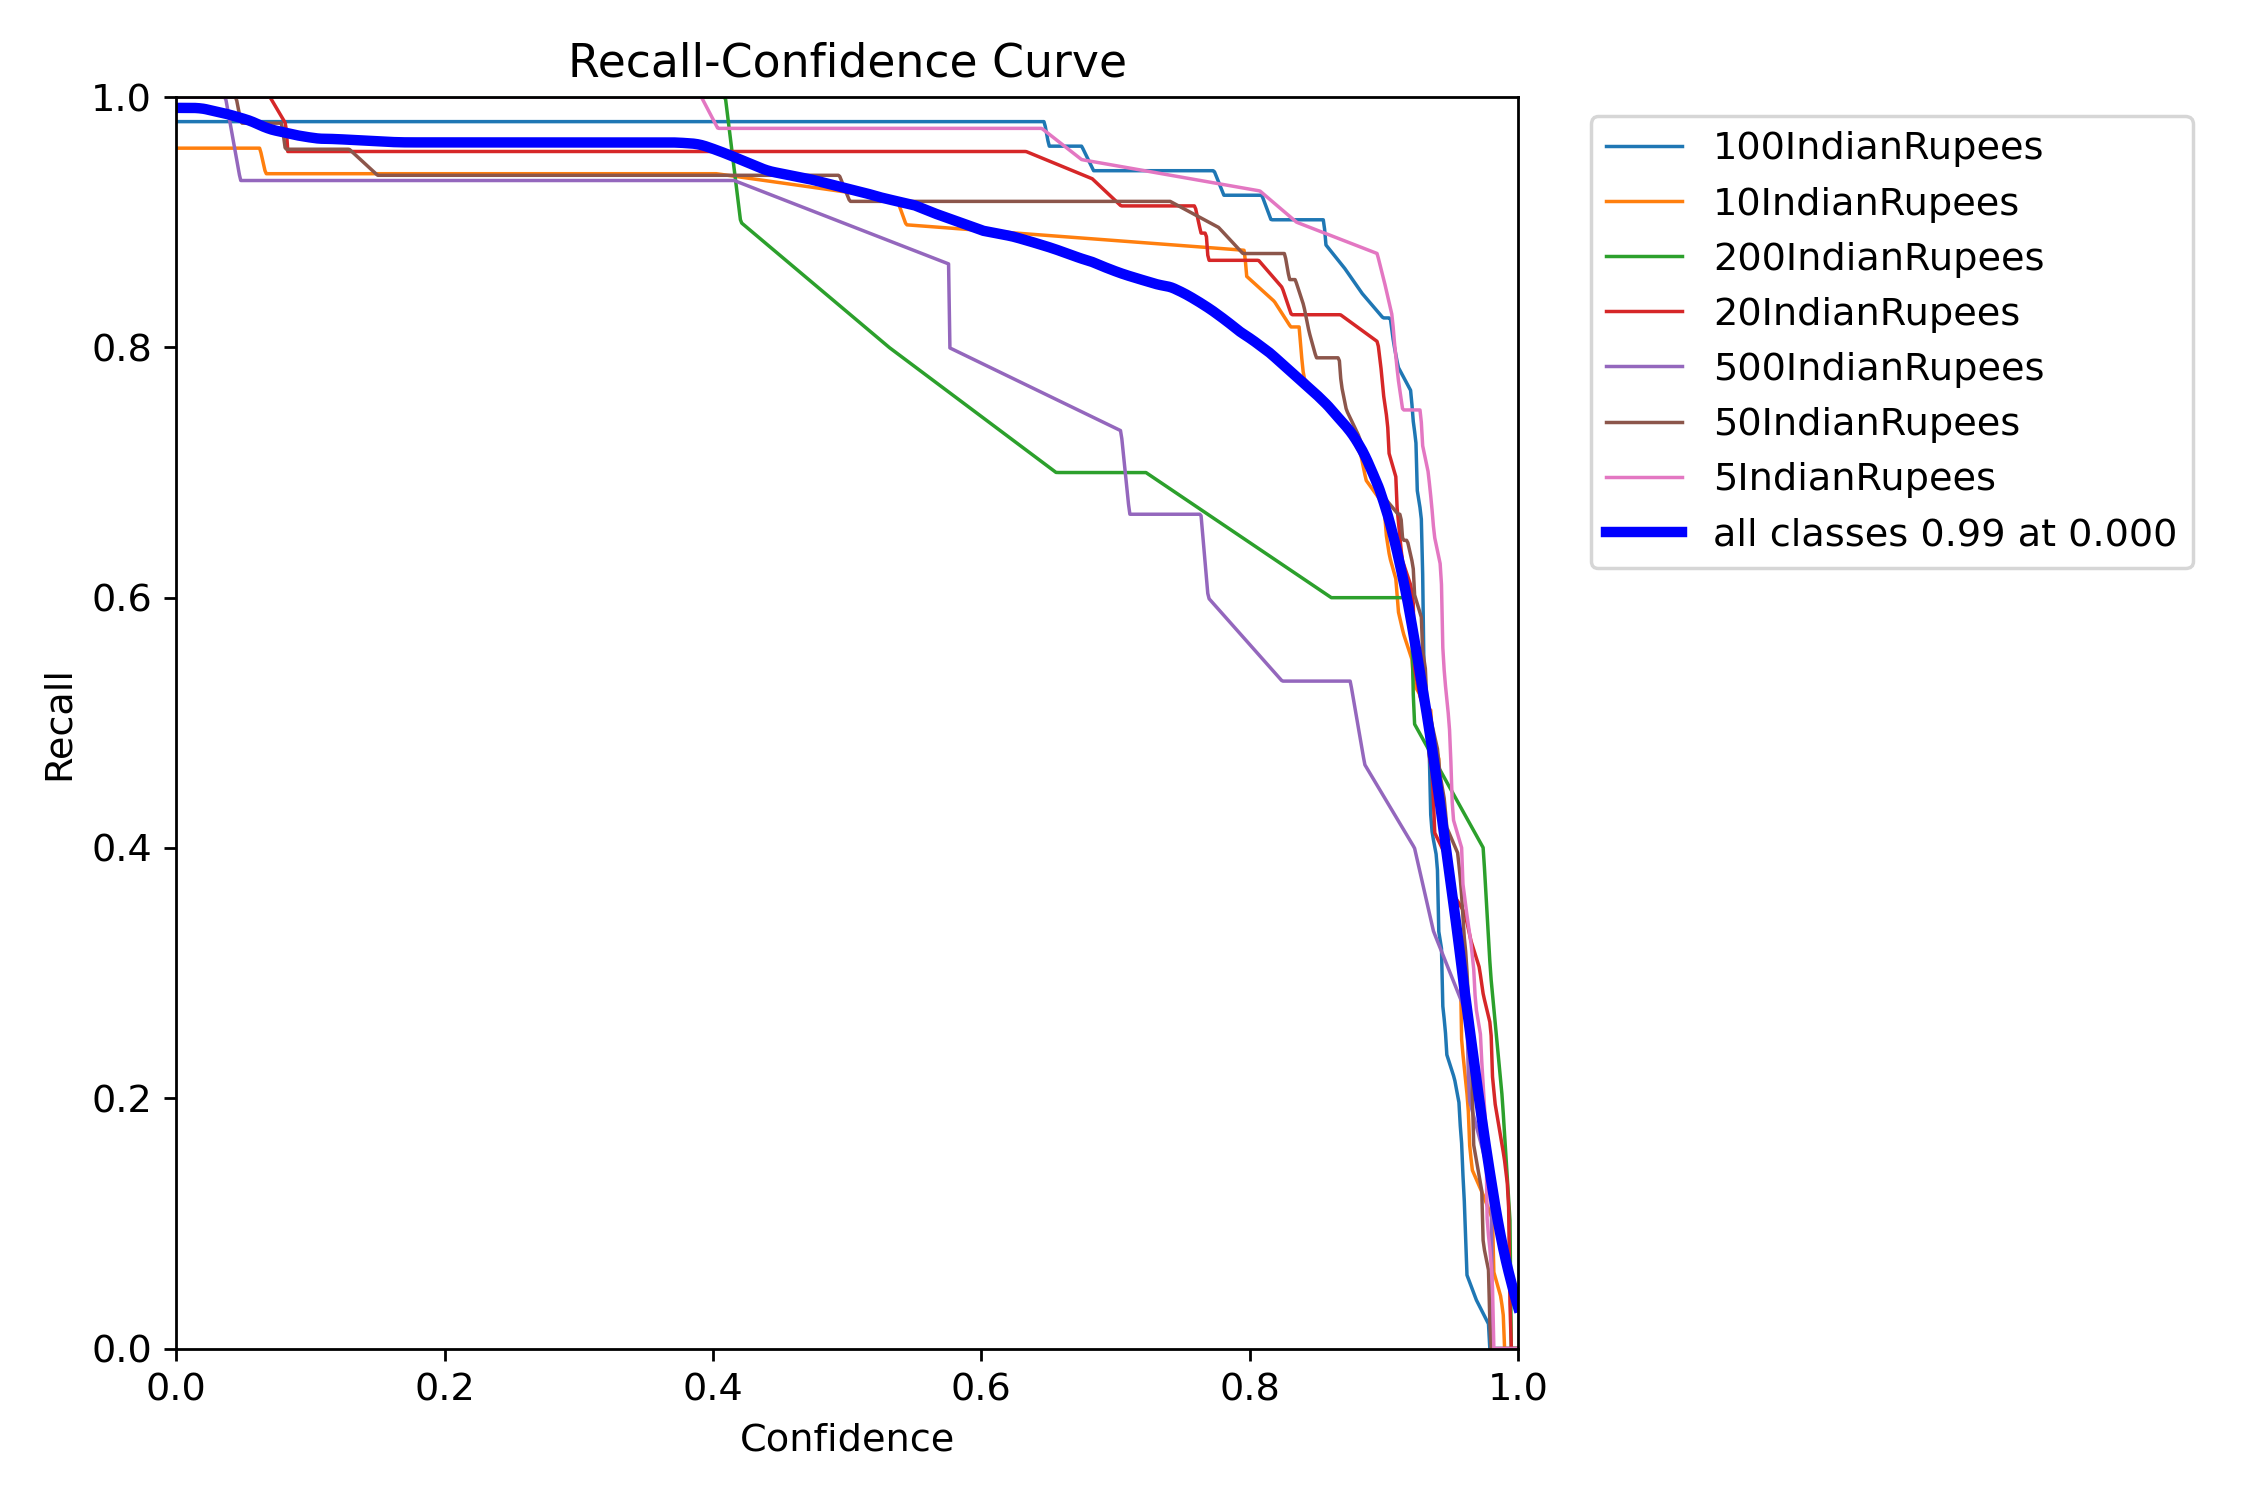 Recall-Confidence Curve
1.0
0.8
0.6
0.4
0.2
0.0
Recall
0.0 0.2 0.4 0.6 0.8 1.0
Confidence
100IndianRupees
10IndianRupees
200IndianRupees
20IndianRupees
500IndianRupees
50IndianRupees
5IndianRupees
all classes 0.99 at 0.000